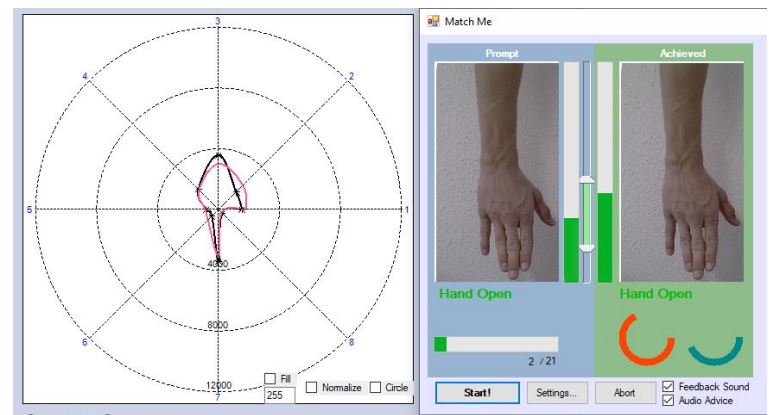 3
4
2
5
1
4000
6
8
8000
12000
7
Fill
255
Normalize
Circle
Match Me
Prompt
Achieved
Hand Open
Hand Open
2 / 21
Start!
Settings...
Abort
Feedback Sound
Audio Advice